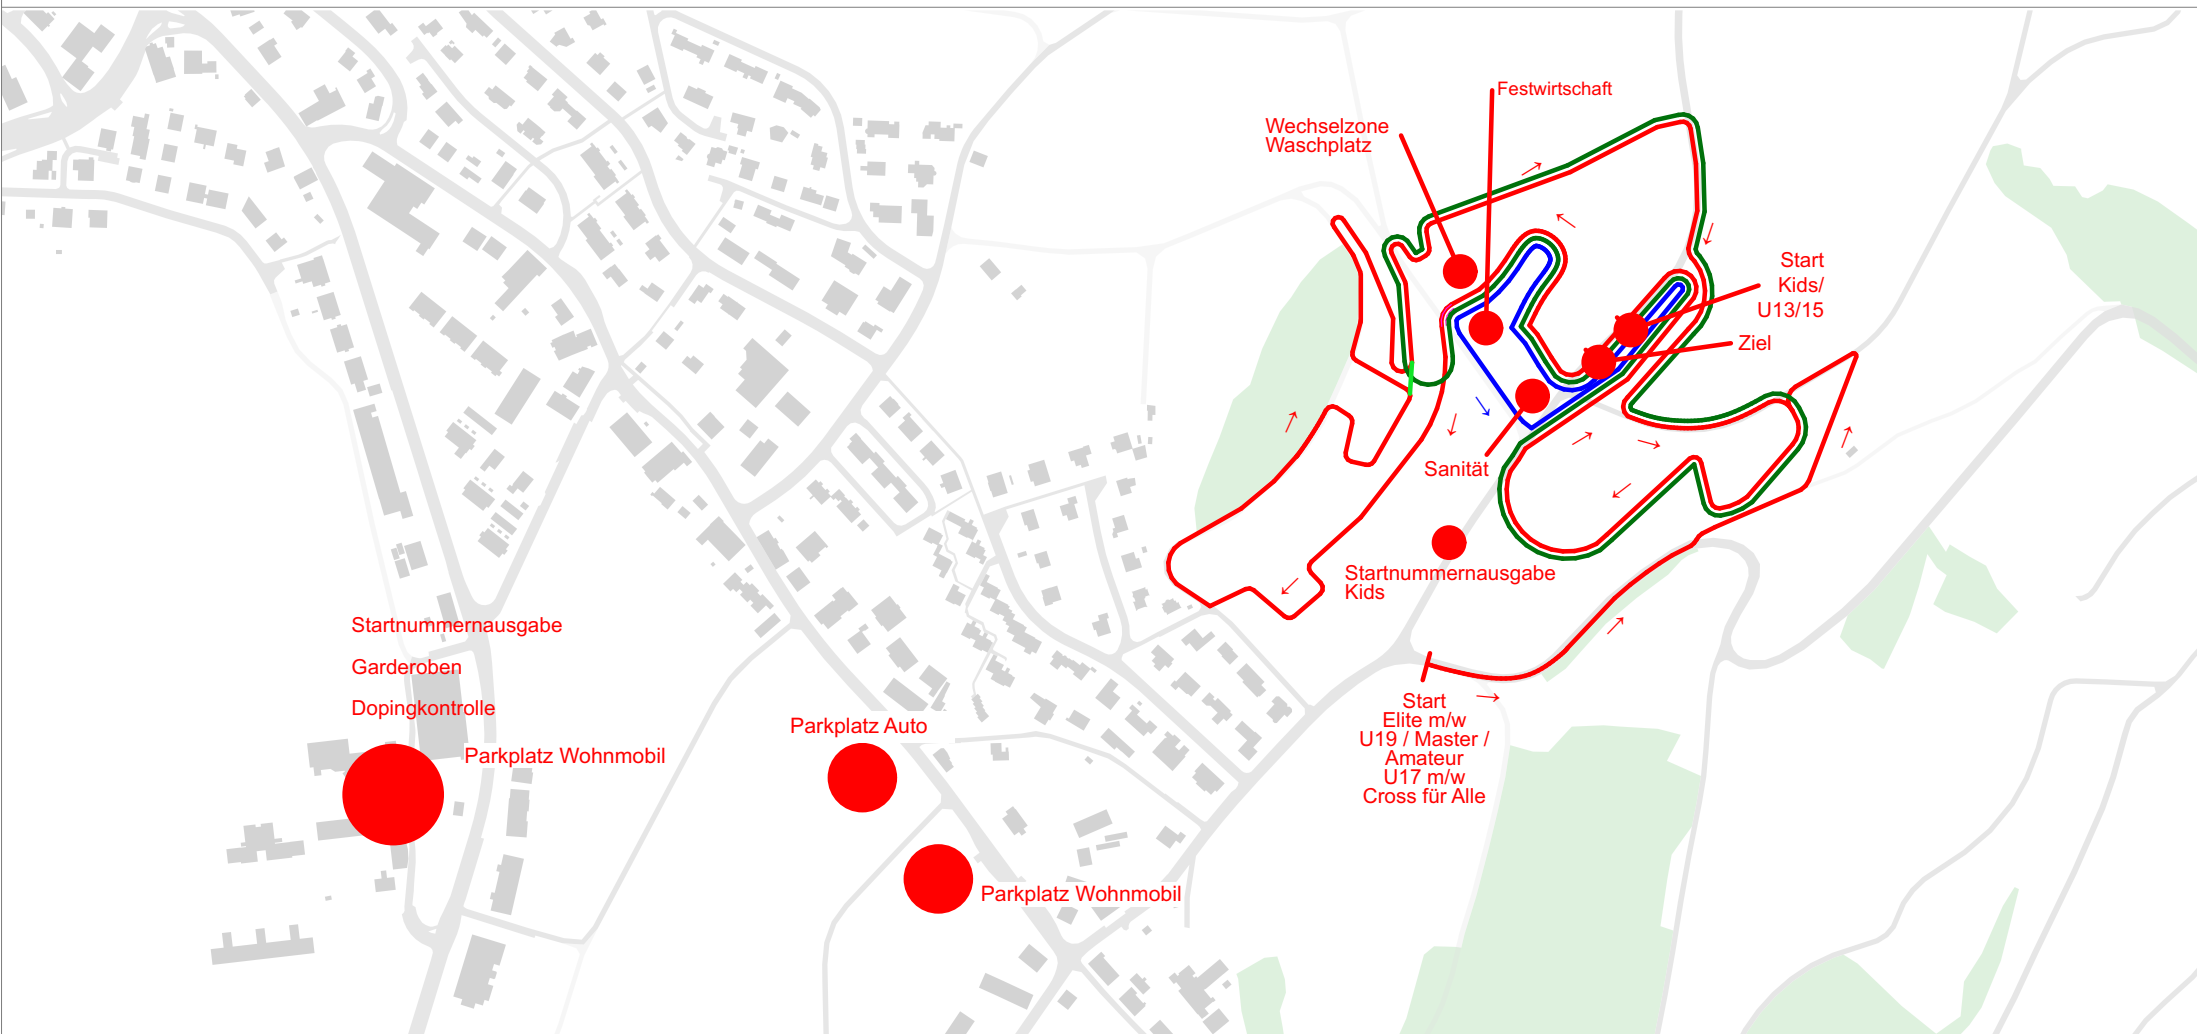 Festwirtschaft
Wechselzone
Waschplatz
Start
Kids/
U13/15
Ziel
Sanität
Startnummernausgabe
Kids
Startnummernausgabe
Garderoben
Dopingkontrolle
Parkplatz Wohnmobil
Parkplatz Auto
Parkplatz Wohnmobil
Start
Elite m/w
U19 / Master /
Amateur
U17 m/w
Cross für Alle